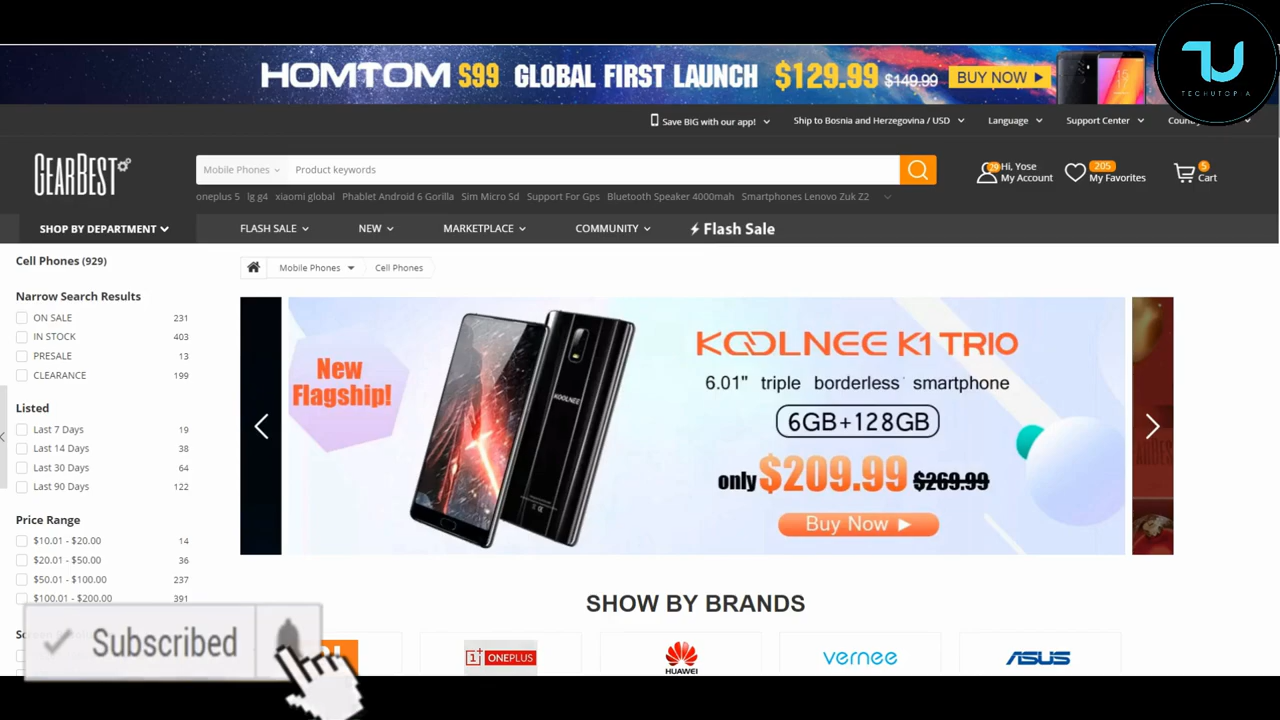 HOMTOM S99 GLOBAL FIRST LAUNCH $129.99 $149.99 BUY NOW
TECHUTOPIA
Save BIG with our app! Ship to Bosnia and Herzegovina / USD Language Support Center
GEARBEST
Mobile Phones Product keywords
29 Hi, Yose
My Account
205
My Favorites
5
Cart
oneplus 5 lg g4 xiaomi global Phablet Android 6 Gorilla Sim Micro Sd Support For Gps Bluetooth Speaker 4000mah Smartphones Lenovo Zuk Z2
SHOP BY DEPARTMENT FLASH SALE NEW MARKETPLACE COMMUNITY Flash Sale
Cell Phones (929)
Mobile Phones Cell Phones
Narrow Search Results
ON SALE 231
IN STOCK 403
PRESALE 13
CLEARANCE 199
Listed
Last 7 Days 19
Last 14 Days 38
Last 30 Days 64
Last 90 Days 122
Price Range
$10.01 - $20.00 14
$20.01 - $50.00 36
$50.01 - $100.00 237
$100.01 - $200.00 391
New
Flagship!
KOOLNEE
KOOLNEE K1 TRIO
6.01" triple borderless smartphone
6GB+128GB
only $209.99 $269.99
Buy Now
SHOW BY BRANDS
1+ ONEPLUS
HUAWEI
vernee
ASUS
Subscribed